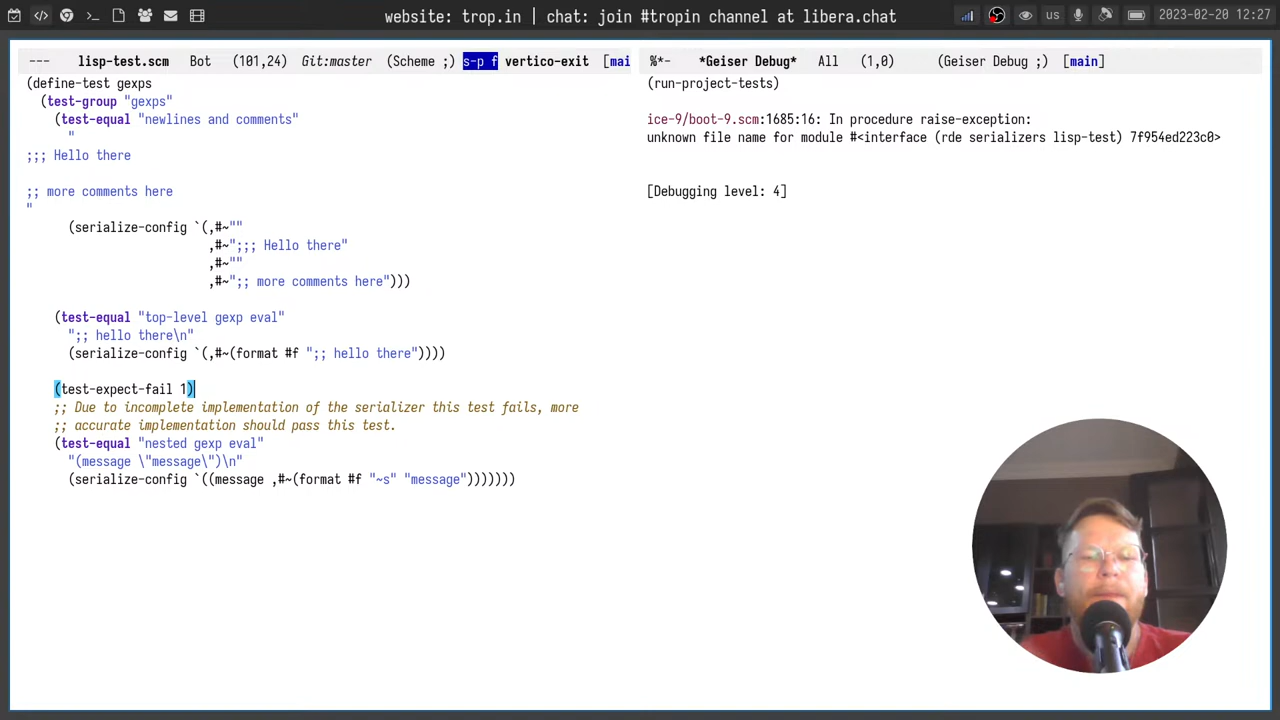 website: trop.in | chat: join #tropin channel at libera.chat
us
2023-02-20 12:27
--- lisp-test.scm Bot (101,24) Git:master (Scheme ;) s-p f vertico-exit [mai
(define-test gexps
(test-group "gexps"
(test-equal "newlines and comments"
"
;;; Hello there
;; more comments here
"
(serialize-config `(,#~""
,#~";;; Hello there"
,#~""
,#~";; more comments here")))
(test-equal "top-level gexp eval"
";; hello there\n"
(serialize-config `(,#~(format #f ";; hello there"))))
(test-expect-fail 1)
;; Due to incomplete implementation of the serializer this test fails, more
;; accurate implementation should pass this test.
(test-equal "nested gexp eval"
"(message \"message\")\n"
(serialize-config `((message ,#~(format #f "~s" "message")))))))
%*- *Geiser Debug* All (1,0) (Geiser Debug ;) [main]
(run-project-tests)
ice-9/boot-9.scm:1685:16: In procedure raise-exception:
unknown file name for module #<interface (rde serializers lisp-test) 7f954ed223c0>
[Debugging level: 4]